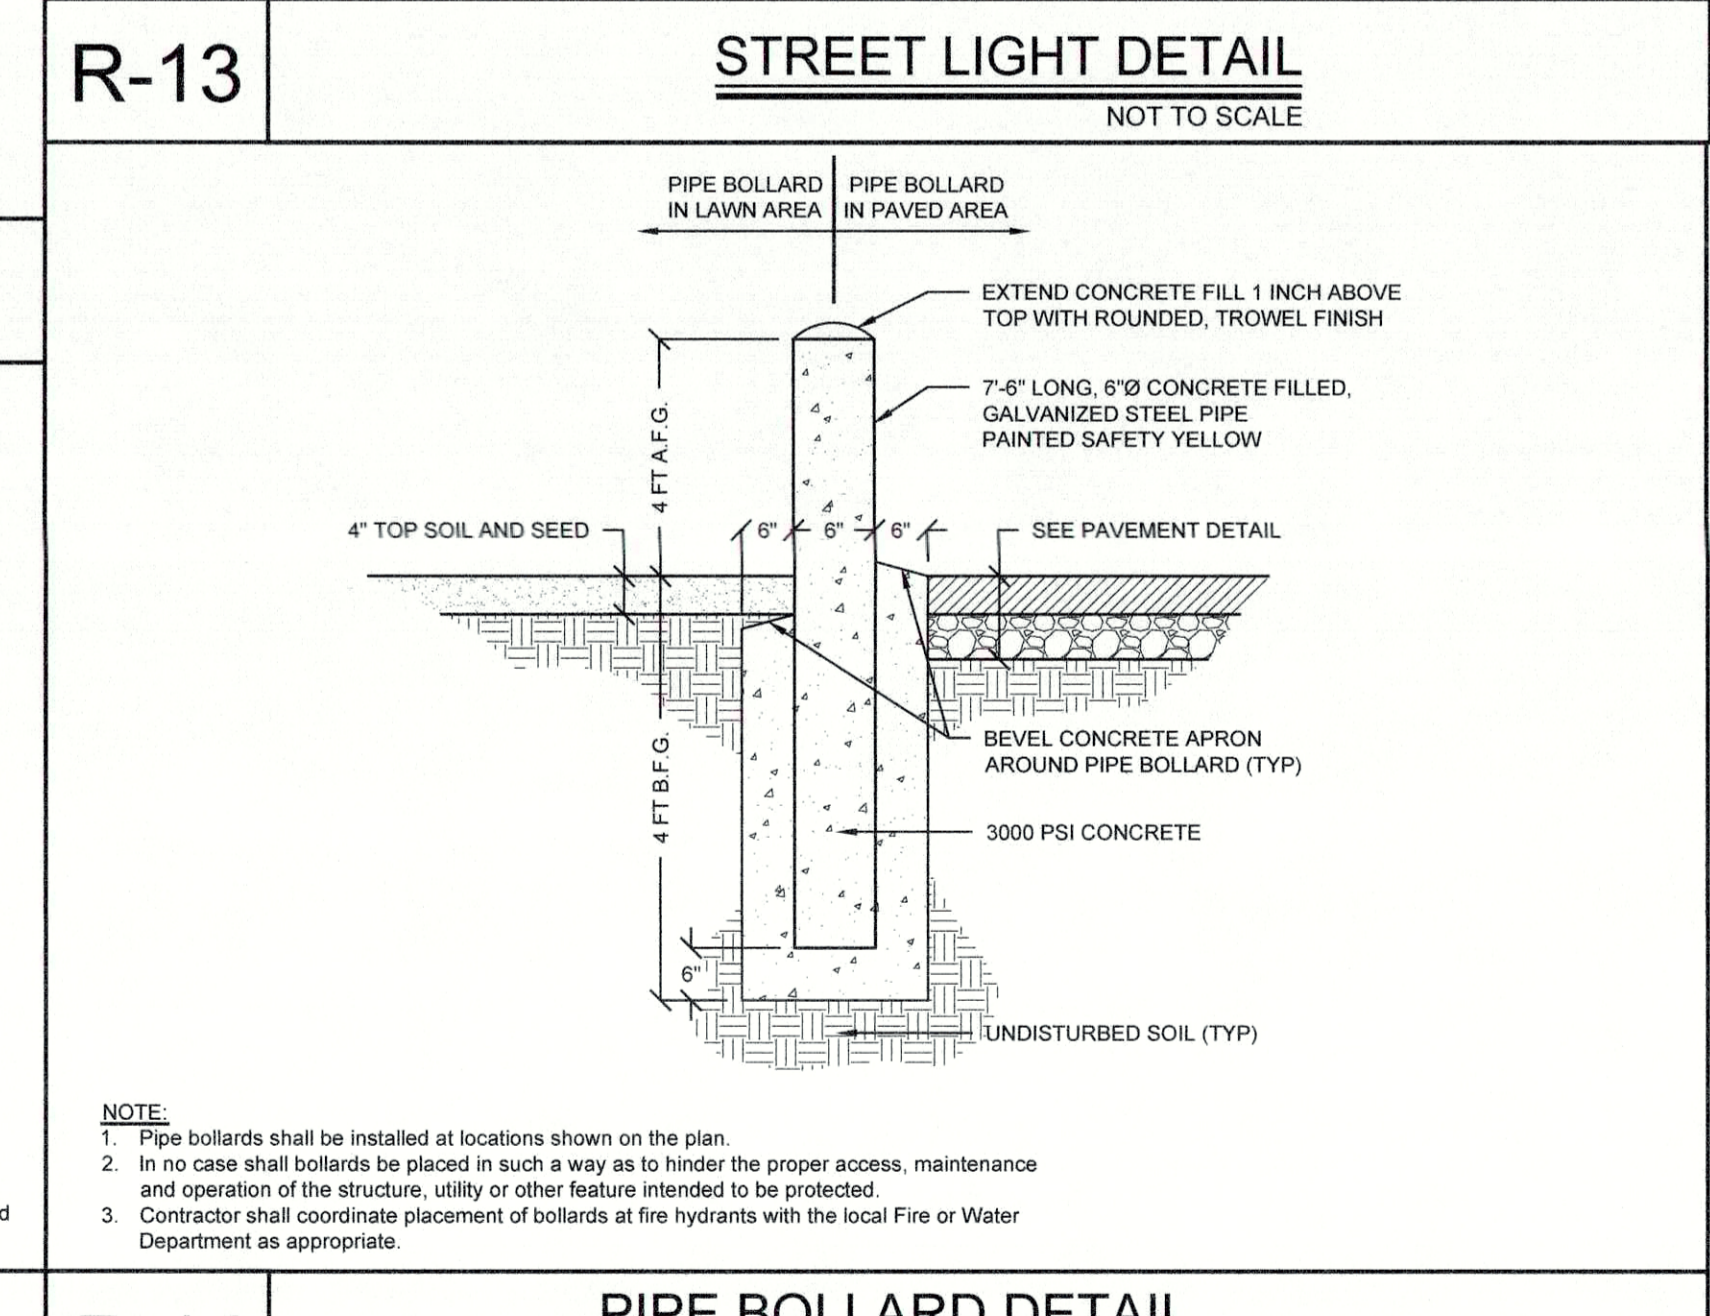 R-13
STREET LIGHT DETAIL
NOT TO SCALE
PIPE BOLLARD
IN LAWN AREA
PIPE BOLLARD
IN PAVED AREA
EXTEND CONCRETE FILL 1 INCH ABOVE
TOP WITH ROUNDED, TROWEL FINISH
7'-6" LONG, 6"Ø CONCRETE FILLED,
GALVANIZED STEEL PIPE
PAINTED SAFETY YELLOW
4 FT A.F.G.
4" TOP SOIL AND SEED
6"
6"
6"
SEE PAVEMENT DETAIL
BEVEL CONCRETE APRON
AROUND PIPE BOLLARD (TYP)
4 FT B.F.G.
3000 PSI CONCRETE
6"
UNDISTURBED SOIL (TYP)
NOTE:
1. Pipe bollards shall be installed at locations shown on the plan.
2. In no case shall bollards be placed in such a way as to hinder the proper access, maintenance
and operation of the structure, utility or other feature intended to be protected.
3. Contractor shall coordinate placement of bollards at fire hydrants with the local Fire or Water
Department as appropriate.
d
PIPE BOLLARD DETAIL